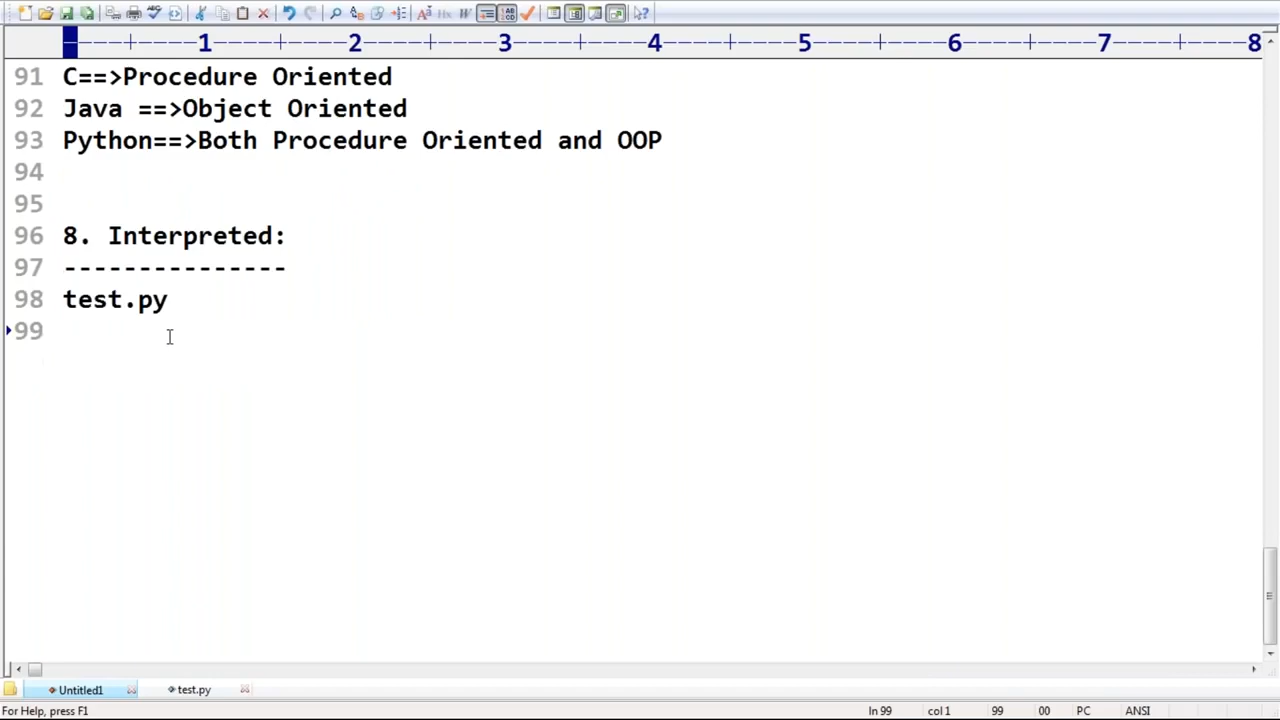 ----+----1----+----2----+----3----+----4----+----5----+----6----+----7----+----8
91 C==>Procedure Oriented
92 Java ==>Object Oriented
93 Python==>Both Procedure Oriented and OOP
94
95
96 8. Interpreted:
97 ---------------
98 test.py
99
Untitled1 test.py
For Help, press F1 ln 99 col 1 99 00 PC ANSI